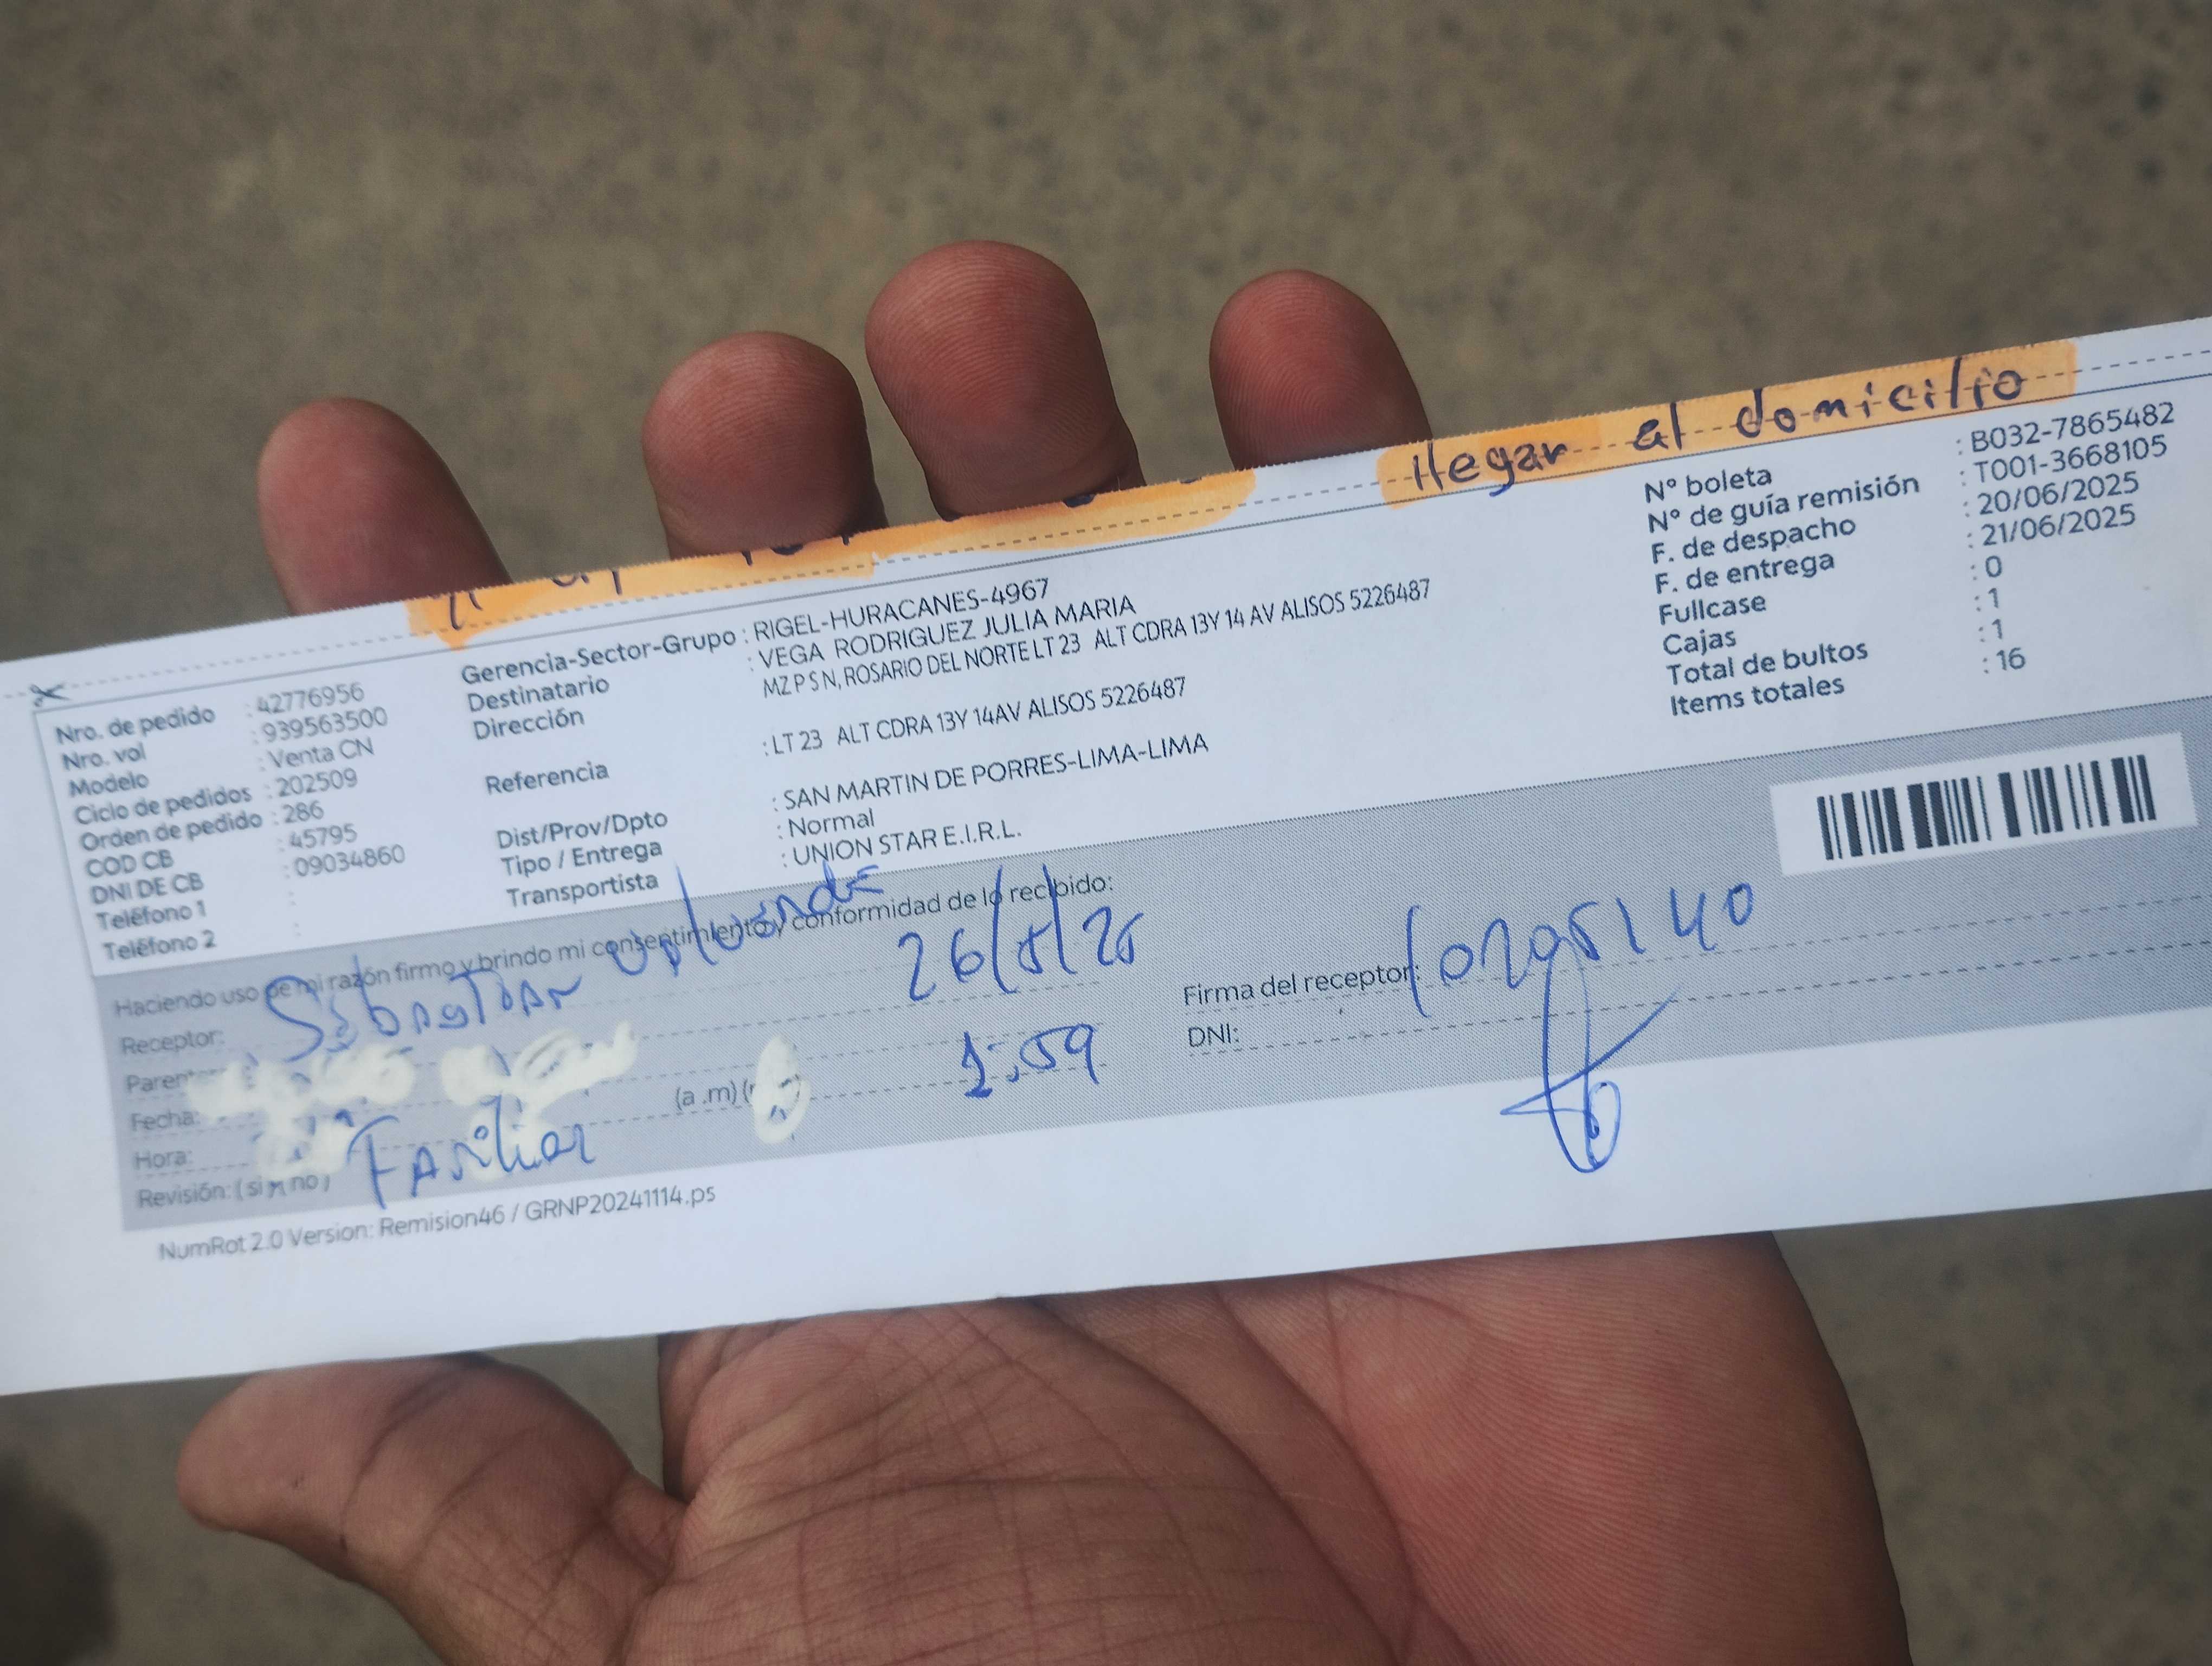 llegar al domicilio
Nro. de pedido : 42776956
Nro. vol : 939563500
Modelo : Venta CN
Ciclo de pedidos : 202509
Orden de pedido : 286
COD CB : 45795
DNI DE CB : 09034860
Teléfono 1 :
Teléfono 2 :
Gerencia-Sector-Grupo : RIGEL-HURACANES-4967
Destinatario : VEGA RODRIGUEZ JULIA MARIA
Dirección MZ P S N, ROSARIO DEL NORTE LT 23 ALT CDRA 13Y 14 AV ALISOS 5226487
Referencia : LT 23 ALT CDRA 13Y 14AV ALISOS 5226487
Dist/Prov/Dpto : SAN MARTIN DE PORRES-LIMA-LIMA
Tipo / Entrega : Normal
Transportista : UNION STAR E.I.R.L.
N° boleta : B032-7865482
N° de guía remisión : T001-3668105
F. de despacho : 20/06/2025
F. de entrega : 21/06/2025
Fullcase : 0
Cajas : 1
Total de bultos : 1
Items totales : 16
Haciendo uso de mi razón firmo y brindo mi consentimiento y conformidad de lo recibido:
Receptor: Sebastian
Fecha:
Hora: (a .m) 1:59
Revisión: ( si ) ( no ) Familiar
Firma del receptor:
DNI:
NumRot 2.0 Version: Remision46 / GRNP20241114.ps